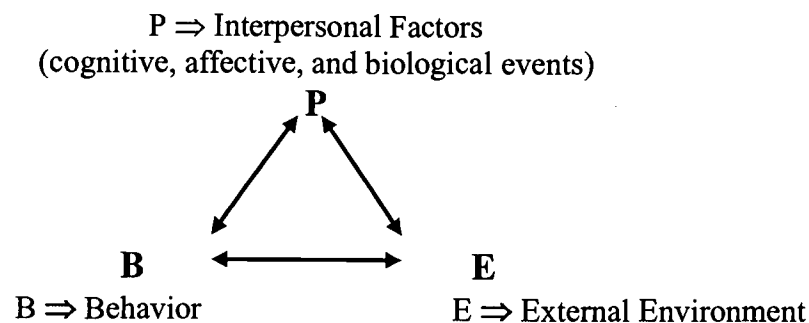 P ⇒ Interpersonal Factors
(cognitive, affective, and biological events)
P
B E
B ⇒ Behavior E ⇒ External Environment